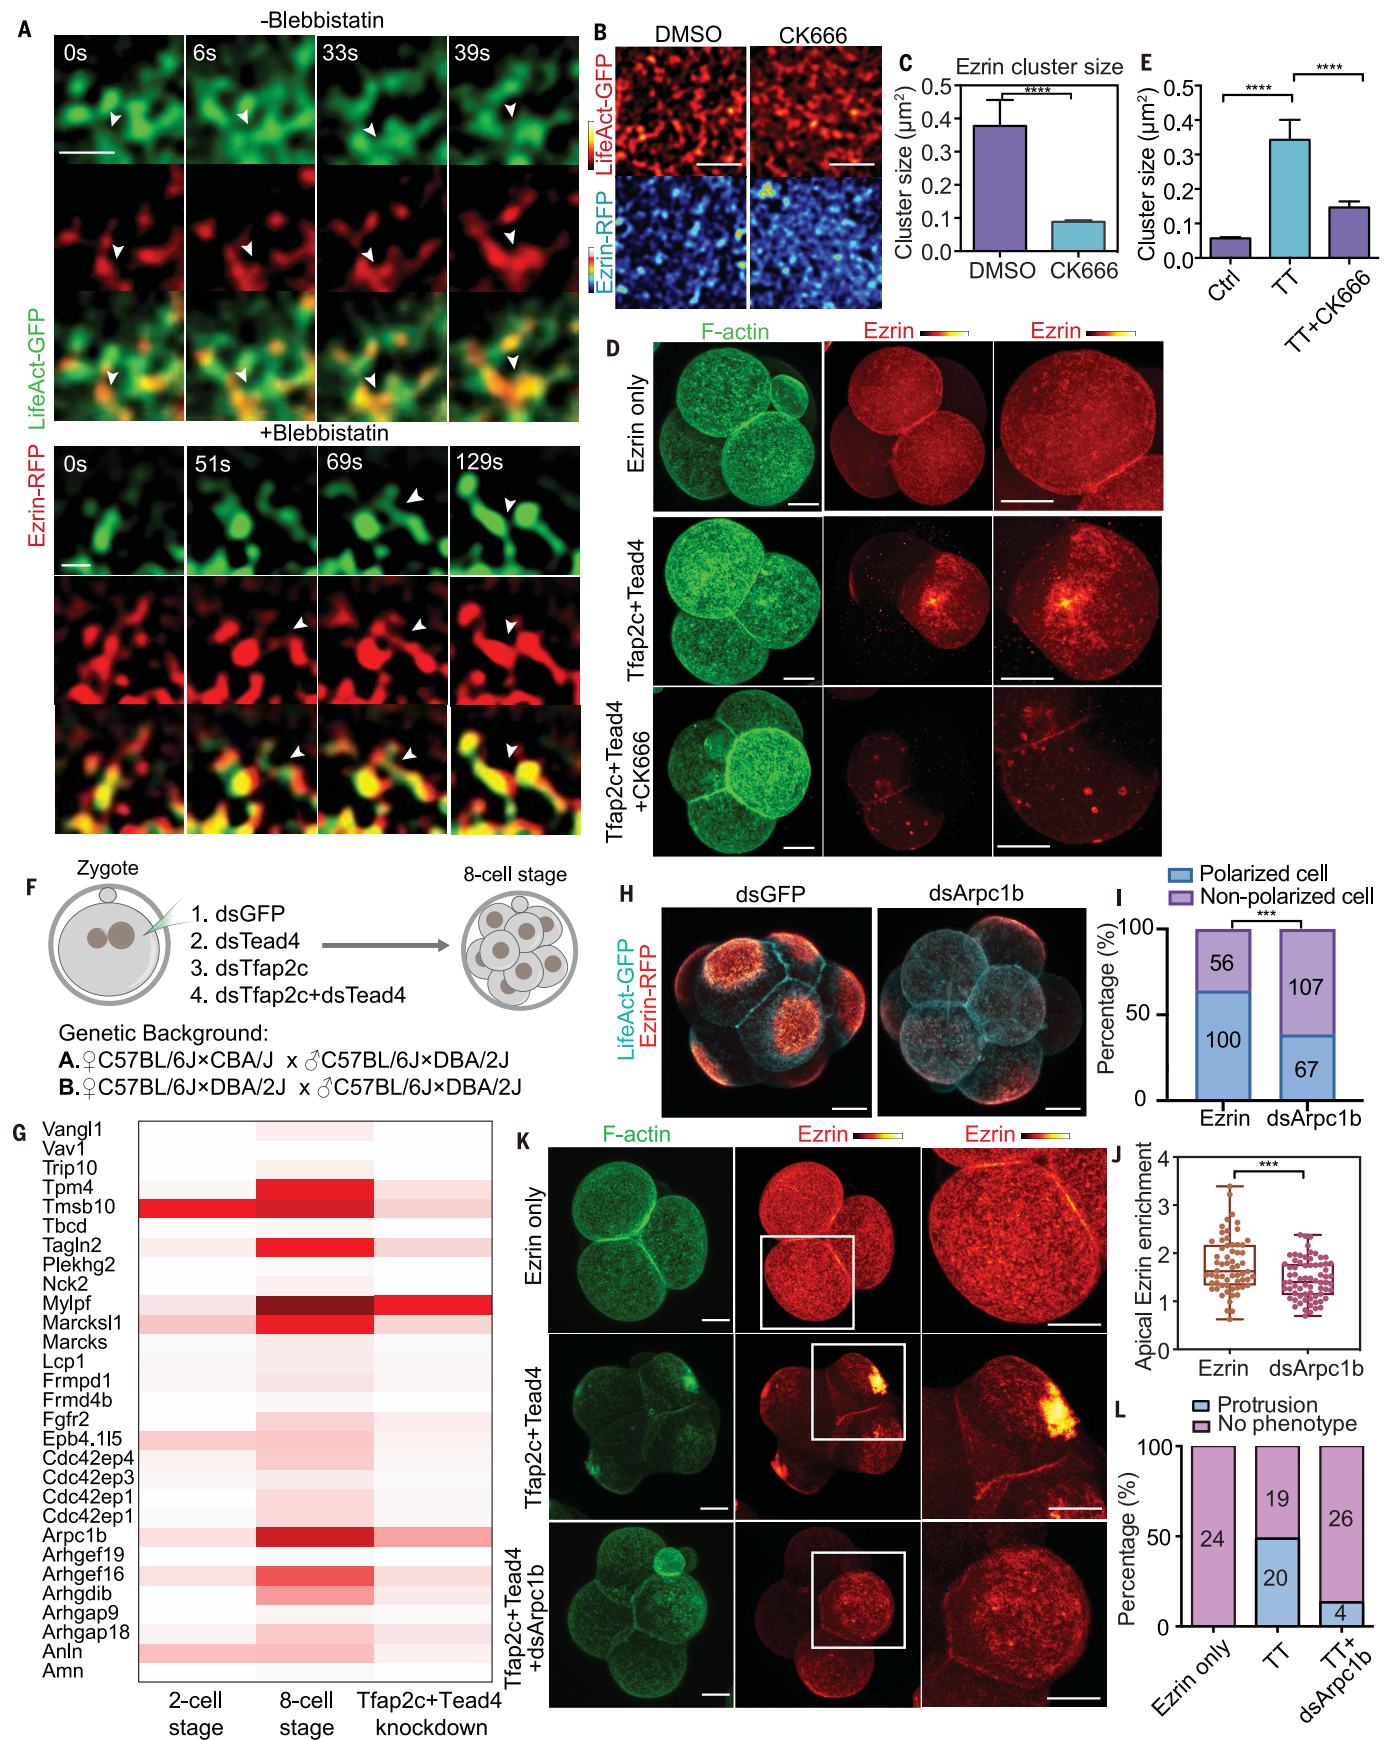 A
-Blebbistatin
0s
6s
33s
39s
LifeAct-GFP
Ezrin-RFP
+Blebbistatin
0s
51s
69s
129s
B
DMSO
CK666
LifeAct-GFP
Ezrin-RFP
C
Ezrin cluster size
Cluster size (µm²)
0.5
0.4
0.3
0.2
0.1
0.0
****
DMSO
CK666
E
Cluster size (µm²)
0.5
0.4
0.3
0.2
0.1
0.0
****
****
Ctrl
TT
TT+CK666
D
F-actin
Ezrin
Ezrin
Ezrin only
Tfap2c+Tead4
Tfap2c+Tead4
+CK666
F
Zygote
8-cell stage
1. dsGFP
2. dsTead4
3. dsTfap2c
4. dsTfap2c+dsTead4
Genetic Background:
A.♀C57BL/6J×CBA/J x ♂C57BL/6J×DBA/2J
B.♀C57BL/6J×DBA/2J x ♂C57BL/6J×DBA/2J
G
Vangl1
Vav1
Trip10
Tpm4
Tmsb10
Tbcd
Tagln2
Plekhg2
Nck2
Mylpf
Marcksl1
Marcks
Lcp1
Frmpd1
Frmd4b
Fgfr2
Epb4.1l5
Cdc42ep4
Cdc42ep3
Cdc42ep1
Cdc42ep1
Arpc1b
Arhgef19
Arhgef16
Arhgdib
Arhgap9
Arhgap18
Anln
Amn
2-cell
stage
8-cell
stage
Tfap2c+Tead4
knockdown
H
dsGFP
dsArpc1b
LifeAct-GFP
Ezrin-RFP
I
Polarized cell
Non-polarized cell
Percentage (%)
100
50
0
***
56
100
107
67
Ezrin
dsArpc1b
J
Apical Ezrin enrichment
4
3
2
1
0
***
Ezrin
dsArpc1b
K
F-actin
Ezrin
Ezrin
Ezrin only
Tfap2c+Tead4
Tfap2c+Tead4
+dsArpc1b
L
Protrusion
No phenotype
Percentage (%)
100
50
0
24
19
20
26
4
Ezrin only
TT
TT+
dsArpc1b